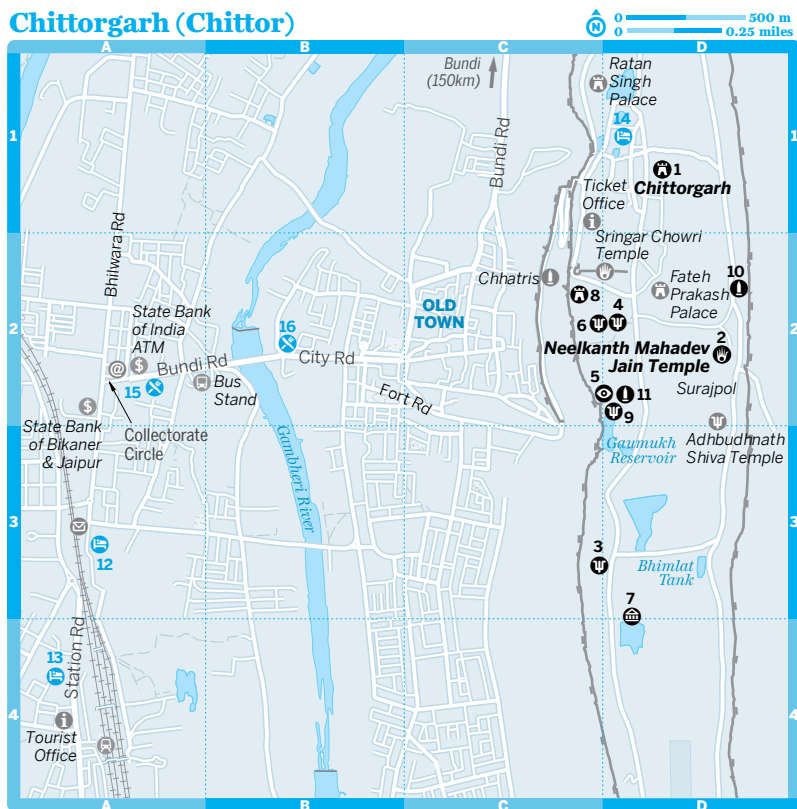 Chittorgarh (Chittor)
N
0 500 m
0 0.25 miles
A
B
C
D
1
2
3
4
Bundi
(150km)
Bundi Rd
Ratan
Singh
Palace
14
1
Chittorgarh
Ticket
Office
Sringar Chowri
Temple
Bhilwara Rd
Chhatris
8
Fateh
Prakash
Palace
10
State Bank
of India
ATM
16
OLD
TOWN
6
4
2
Neelkanth Mahadev
Jain Temple
@
$
Bundi Rd
City Rd
15
Bus
Stand
Fort Rd
5
11
9
Surajpol
$
State Bank
of Bikaner
& Jaipur
Collectorate
Circle
Gaumukh
Reservoir
Adhbudhnath
Shiva Temple
Gambheri River
12
3
Bhimlat
Tank
7
13
Station Rd
i
Tourist
Office
A
B
C
D
1
2
3
4